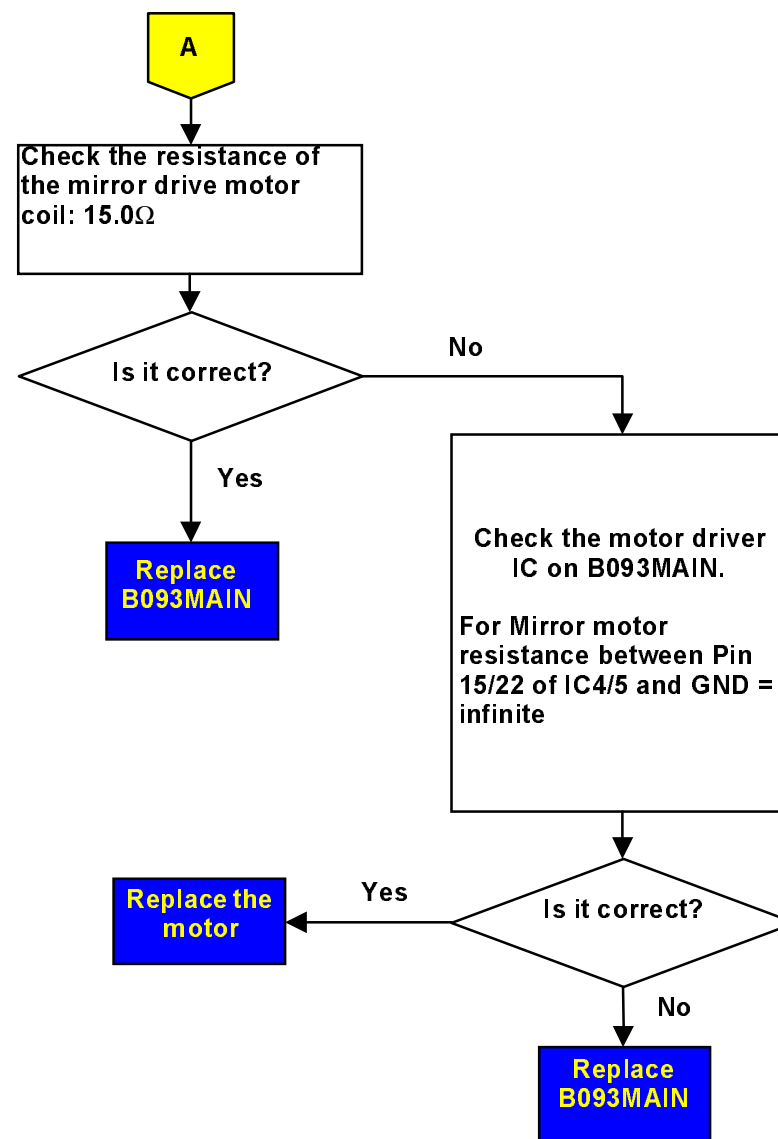 A
Check the resistance of
the mirror drive motor
coil: 15.0Ω
Is it correct?
No
Yes
Replace
B093MAIN
Check the motor driver
IC on B093MAIN.
For Mirror motor
resistance between Pin
15/22 of IC4/5 and GND =
infinite
Is it correct?
Yes
Replace the
motor
No
Replace
B093MAIN